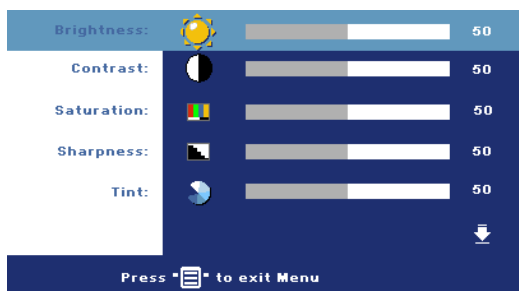 Brightness: 50
Contrast: 50
Saturation: 50
Sharpness: 50
Tint: 50
Press "" to exit Menu